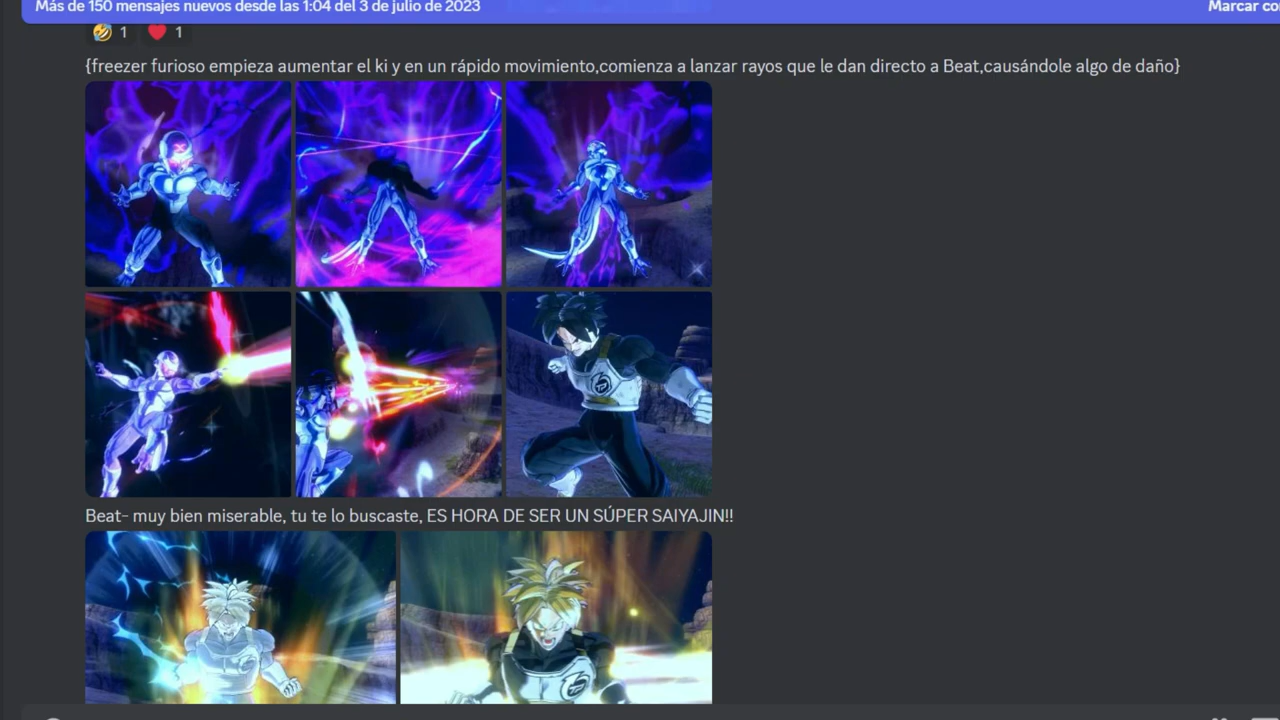 Más de 150 mensajes nuevos desde las 1:04 del 3 de julio de 2023
Marcar co
1 1
{freezer furioso empieza aumentar el ki y en un rápido movimiento,comienza a lanzar rayos que le dan directo a Beat,causándole algo de daño}
Beat- muy bien miserable, tu te lo buscaste, ES HORA DE SER UN SÚPER SAIYAJIN!!